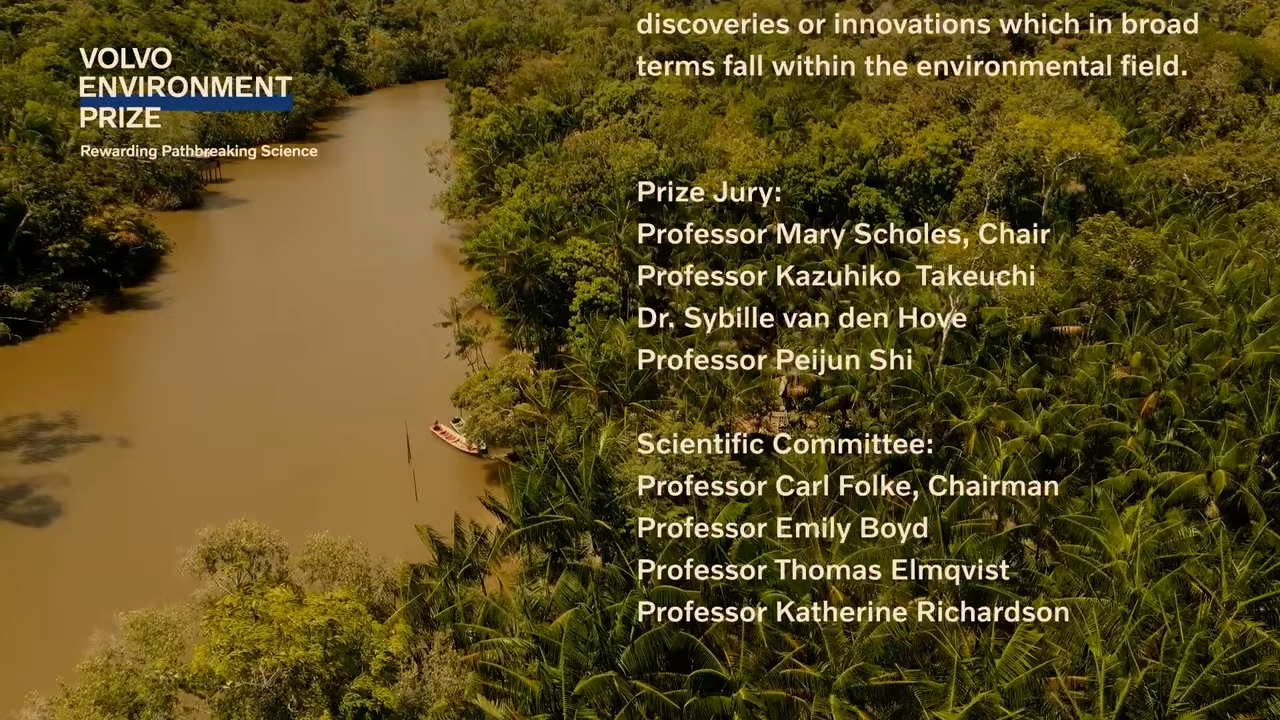 VOLVO
ENVIRONMENT
PRIZE
Rewarding Pathbreaking Science
discoveries or innovations which in broad
terms fall within the environmental field.
Prize Jury:
Professor Mary Scholes, Chair
Professor Kazuhiko Takeuchi
Dr. Sybille van den Hove
Professor Peijun Shi
Scientific Committee:
Professor Carl Folke, Chairman
Professor Emily Boyd
Professor Thomas Elmqvist
Professor Katherine Richardson